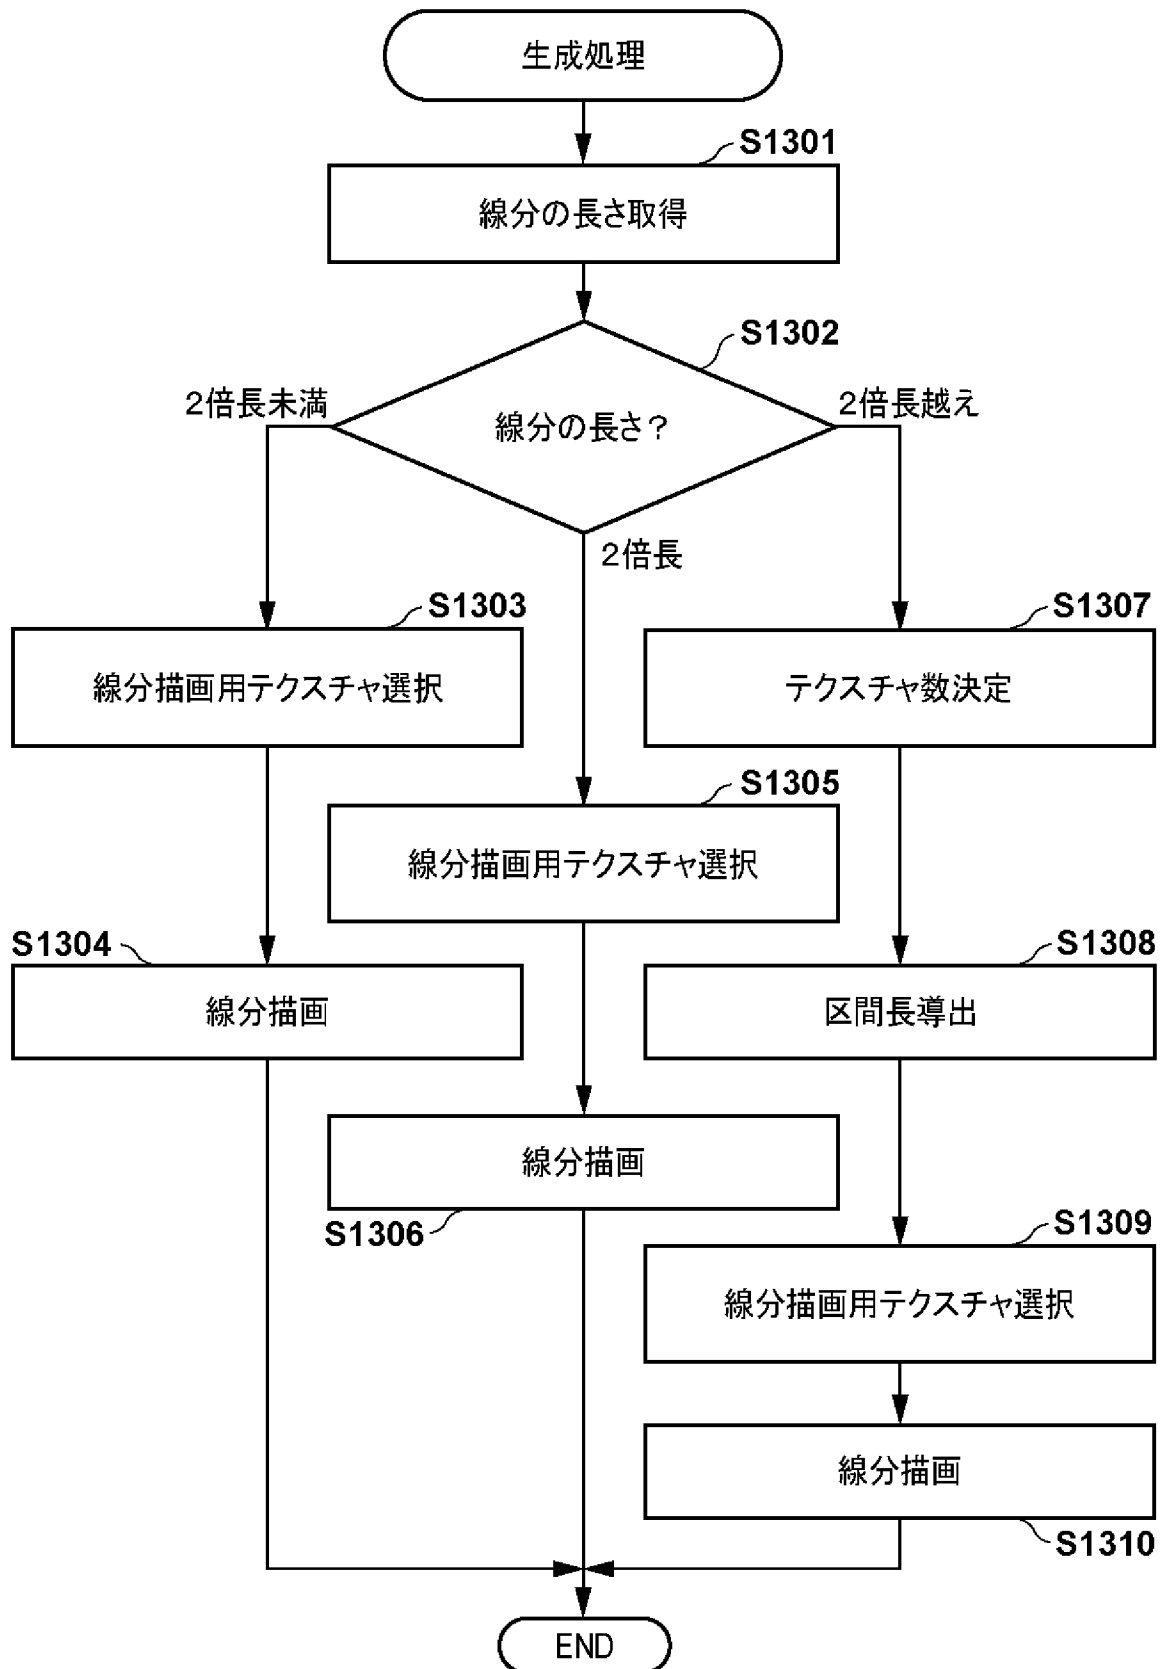 生成処理
S1301
線分の長さ取得
S1302
2倍長未満
線分の長さ?
2倍長越え
2倍長
S1303
線分描画用テクスチャ選択
S1307
テクスチャ数決定
S1305
線分描画用テクスチャ選択
S1304
線分描画
S1308
区間長導出
線分描画
S1306
S1309
線分描画用テクスチャ選択
線分描画
S1310
END